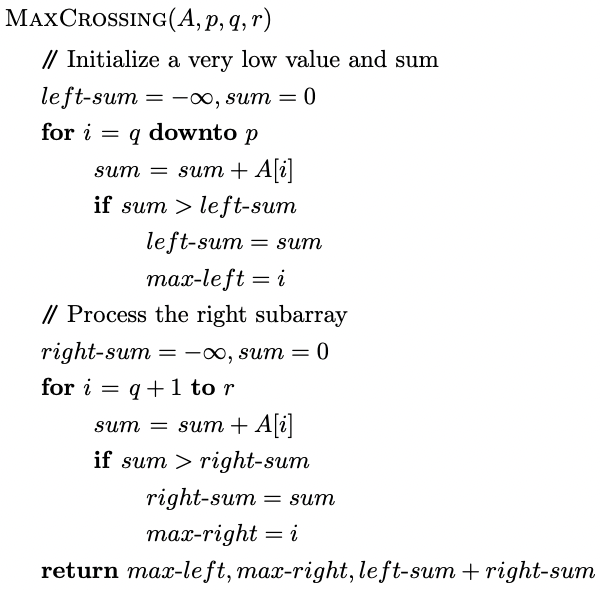 MAXCROSSING(A, p, q, r)
// Initialize a very low value and sum
left-sum = −∞, sum = 0
for i = q downto p
sum = sum + A[i]
if sum > left-sum
left-sum = sum
max-left = i
// Process the right subarray
right-sum = −∞, sum = 0
for i = q + 1 to r
sum = sum + A[i]
if sum > right-sum
right-sum = sum
max-right = i
return max-left, max-right, left-sum + right-sum